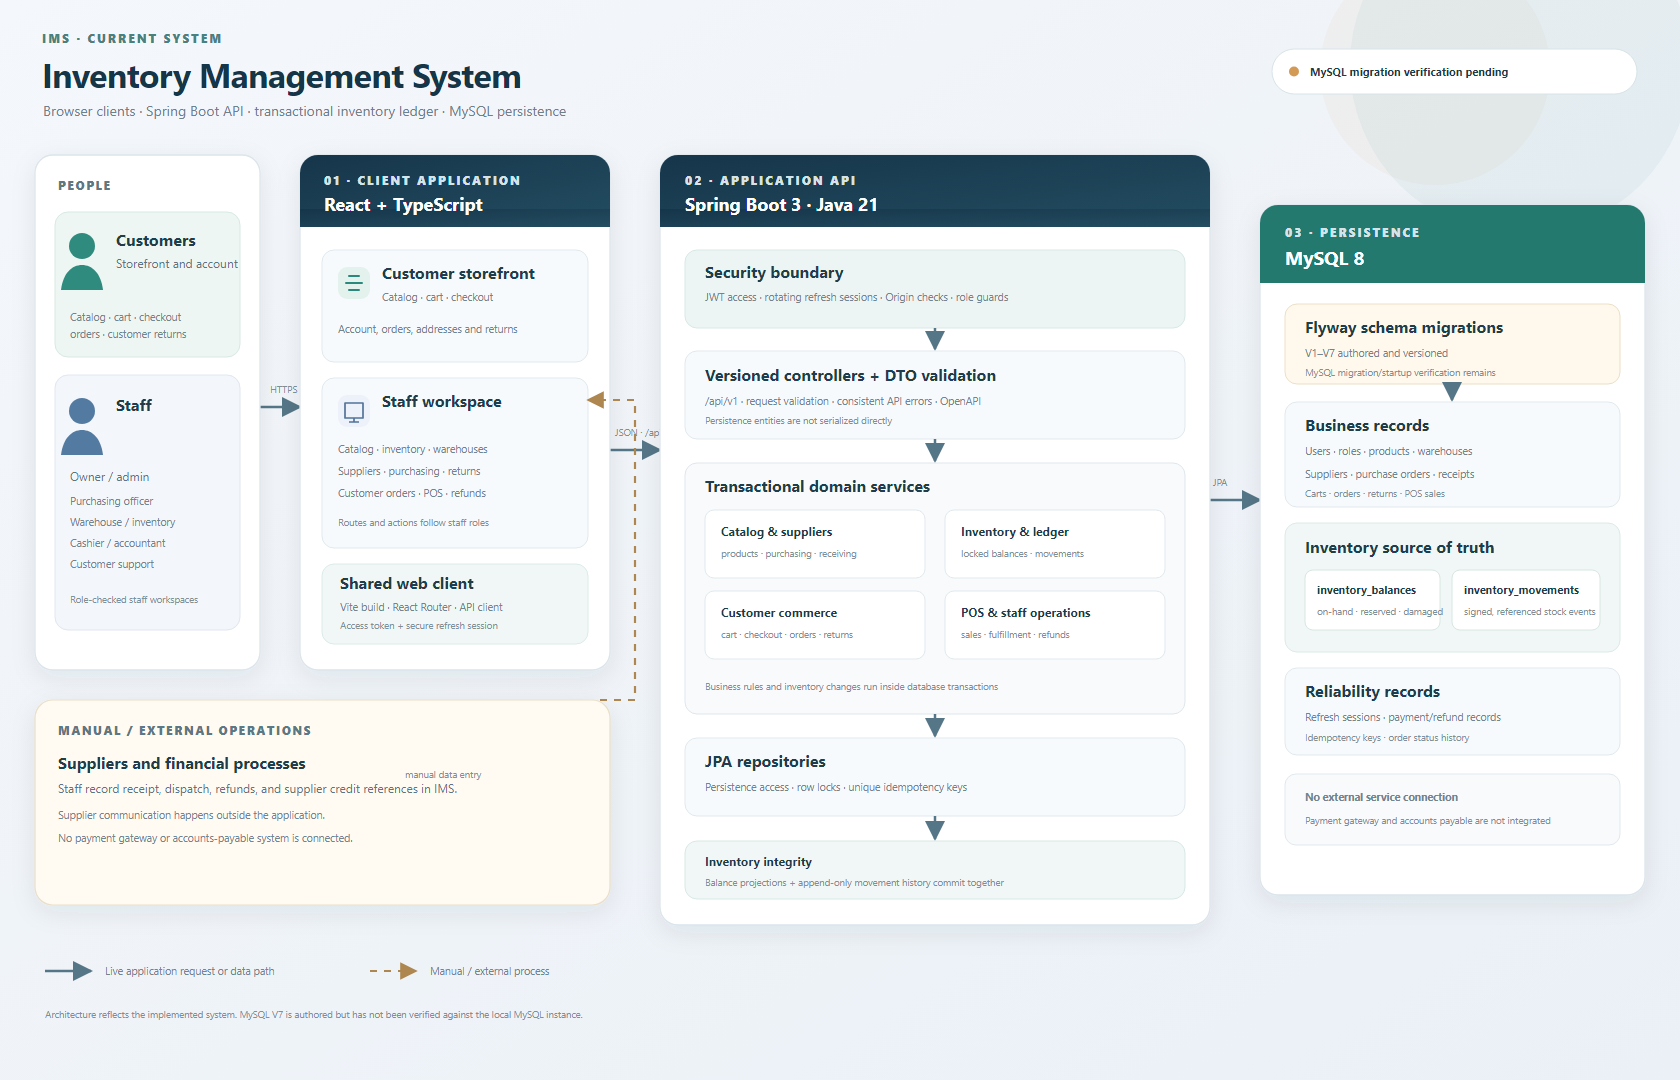 IMS · CURRENT SYSTEM
Inventory Management System
Browser clients · Spring Boot API · transactional inventory ledger · MySQL persistence
MySQL migration verification pending
PEOPLE
Customers
Storefront and account
Catalog · cart · checkout
orders · customer returns
Staff
Owner / admin
Purchasing officer
Warehouse / inventory
Cashier / accountant
Customer support
Role-checked staff workspaces
HTTPS
01 · CLIENT APPLICATION
React + TypeScript
Customer storefront
Catalog · cart · checkout
Account, orders, addresses and returns
Staff workspace
Catalog · inventory · warehouses
Suppliers · purchasing · returns
Customer orders · POS · refunds
Routes and actions follow staff roles
Shared web client
Vite build · React Router · API client
Access token + secure refresh session
JSON · /ap
02 · APPLICATION API
Spring Boot 3 · Java 21
Security boundary
JWT access · rotating refresh sessions · Origin checks · role guards
Versioned controllers + DTO validation
/api/v1 · request validation · consistent API errors · OpenAPI
Persistence entities are not serialized directly
Transactional domain services
Catalog & suppliers
products · purchasing · receiving
Inventory & ledger
locked balances · movements
Customer commerce
cart · checkout · orders · returns
POS & staff operations
sales · fulfillment · refunds
Business rules and inventory changes run inside database transactions
JPA repositories
Persistence access · row locks · unique idempotency keys
Inventory integrity
Balance projections + append-only movement history commit together
JPA
03 · PERSISTENCE
MySQL 8
Flyway schema migrations
V1–V7 authored and versioned
MySQL migration/startup verification remains
Business records
Users · roles · products · warehouses
Suppliers · purchase orders · receipts
Carts · orders · returns · POS sales
Inventory source of truth
inventory_balances
on-hand · reserved · damaged
inventory_movements
signed, referenced stock events
Reliability records
Refresh sessions · payment/refund records
Idempotency keys · order status history
No external service connection
Payment gateway and accounts payable are not integrated
MANUAL / EXTERNAL OPERATIONS
Suppliers and financial processes
manual data entry
Staff record receipt, dispatch, refunds, and supplier credit references in IMS.
Supplier communication happens outside the application.
No payment gateway or accounts-payable system is connected.
Live application request or data path
Manual / external process
Architecture reflects the implemented system. MySQL V7 is authored but has not been verified against the local MySQL instance.